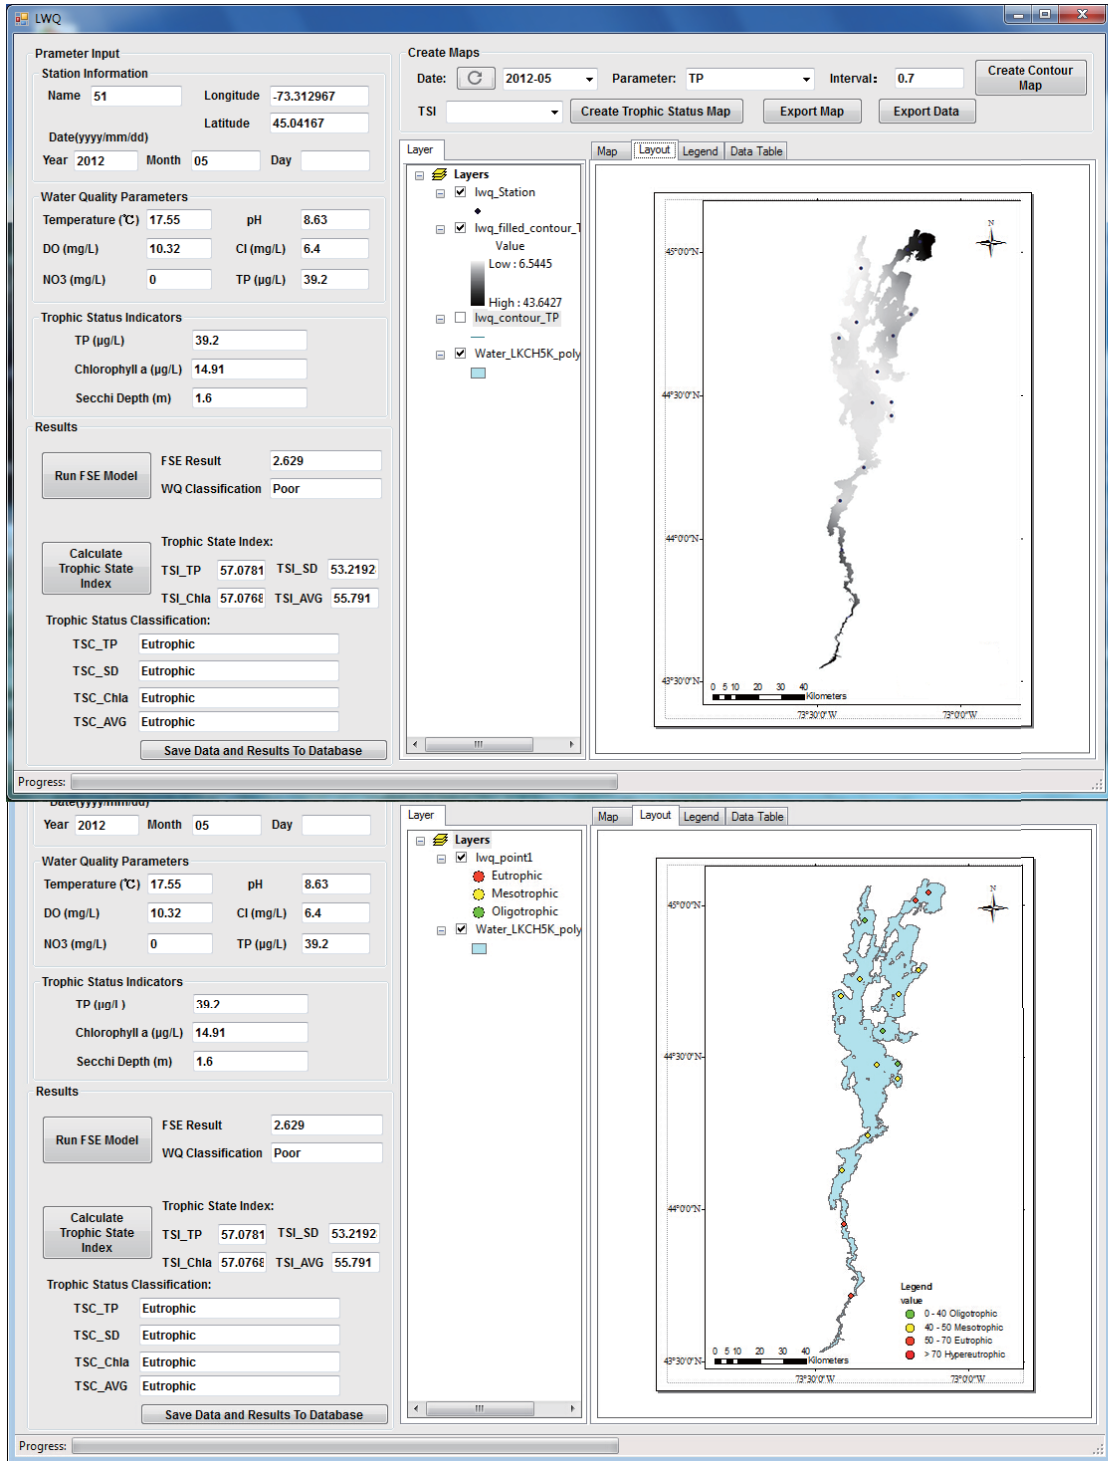 LWQ
Prameter Input
Station Information
Name 51 Longitude -73.312967
Latitude 45.04167
Date(yyyy/mm/dd)
Year 2012 Month 05 Day
Water Quality Parameters
Temperature (℃) 17.55 pH 8.63
DO (mg/L) 10.32 Cl (mg/L) 6.4
NO3 (mg/L) 0 TP (µg/L) 39.2
Trophic Status Indicators
TP (µg/L) 39.2
Chlorophyll a (µg/L) 14.91
Secchi Depth (m) 1.6
Results
Run FSE Model
FSE Result 2.629
WQ Classification Poor
Calculate
Trophic State
Index
Trophic State Index:
TSI_TP 57.0781 TSI_SD 53.2192
TSI_Chla 57.0768 TSI_AVG 55.791
Trophic Status Classification:
TSC_TP Eutrophic
TSC_SD Eutrophic
TSC_Chla Eutrophic
TSC_AVG Eutrophic
Save Data and Results To Database
Create Maps
Date: 2012-05 Parameter: TP Interval: 0.7
Create Contour
Map
TSI Create Trophic Status Map Export Map Export Data
Layer
Layers
lwq_Station
lwq_filled_contour_T
Value
Low : 6.5445
High : 43.6427
lwq_contour_TP
Water_LKCH5K_poly
Map Layout Legend Data Table
N
45°0'0"N
44°30'0"N
44°0'0"N
43°30'0"N
0 5 10 20 30 40
Kilometers
73°30'0"W 73°0'0"W
Progress:
Date(yyyy/mm/dd)
Year 2012 Month 05 Day
Water Quality Parameters
Temperature (℃) 17.55 pH 8.63
DO (mg/L) 10.32 Cl (mg/L) 6.4
NO3 (mg/L) 0 TP (µg/L) 39.2
Trophic Status Indicators
TP (µg/L) 39.2
Chlorophyll a (µg/L) 14.91
Secchi Depth (m) 1.6
Results
Run FSE Model
FSE Result 2.629
WQ Classification Poor
Calculate
Trophic State
Index
Trophic State Index:
TSI_TP 57.0781 TSI_SD 53.2192
TSI_Chla 57.0768 TSI_AVG 55.791
Trophic Status Classification:
TSC_TP Eutrophic
TSC_SD Eutrophic
TSC_Chla Eutrophic
TSC_AVG Eutrophic
Save Data and Results To Database
Layer
Layers
lwq_point1
Eutrophic
Mesotrophic
Oligotrophic
Water_LKCH5K_poly
Map Layout Legend Data Table
N
45°0'0"N
44°30'0"N
44°0'0"N
43°30'0"N
Legend
value
0 - 40 Oligotrophic
40 - 50 Mesotrophic
50 - 70 Eutrophic
> 70 Hypereutrophic
0 5 10 20 30 40
Kilometers
73°30'0"W 73°0'0"W
Progress: